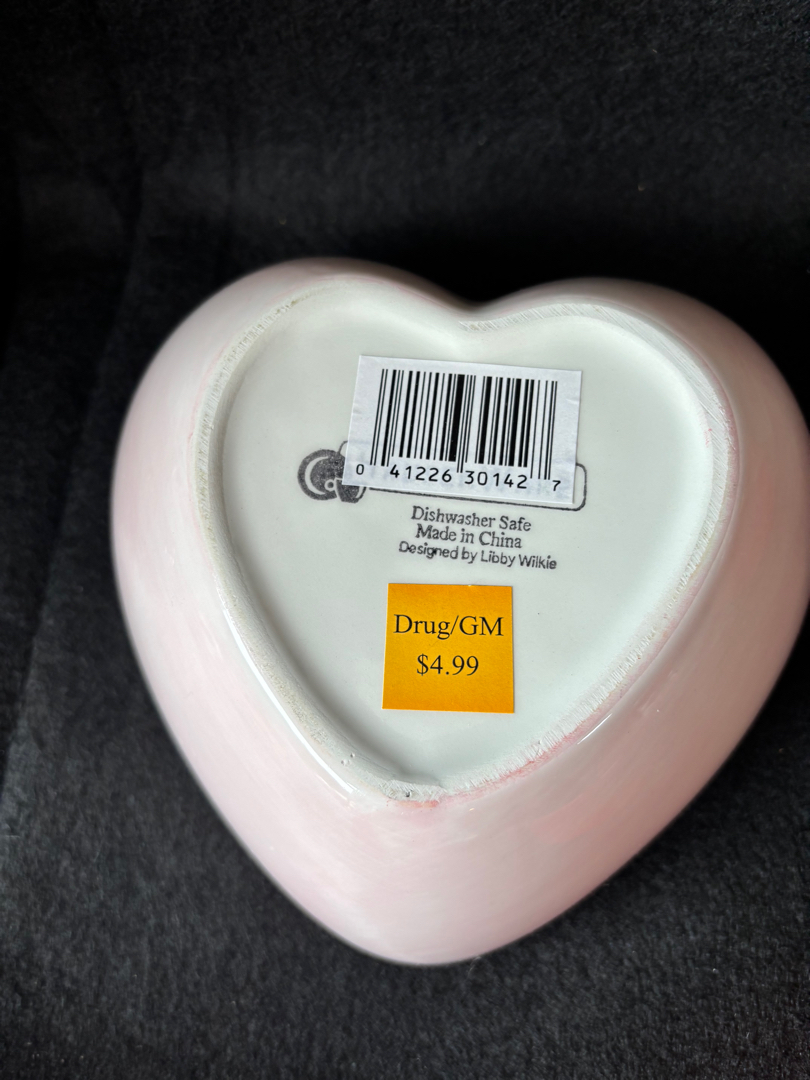 0 41226 30142 7
Dishwasher Safe
Made in China
Designed by Libby Wilkie
Drug/GM
$4.99